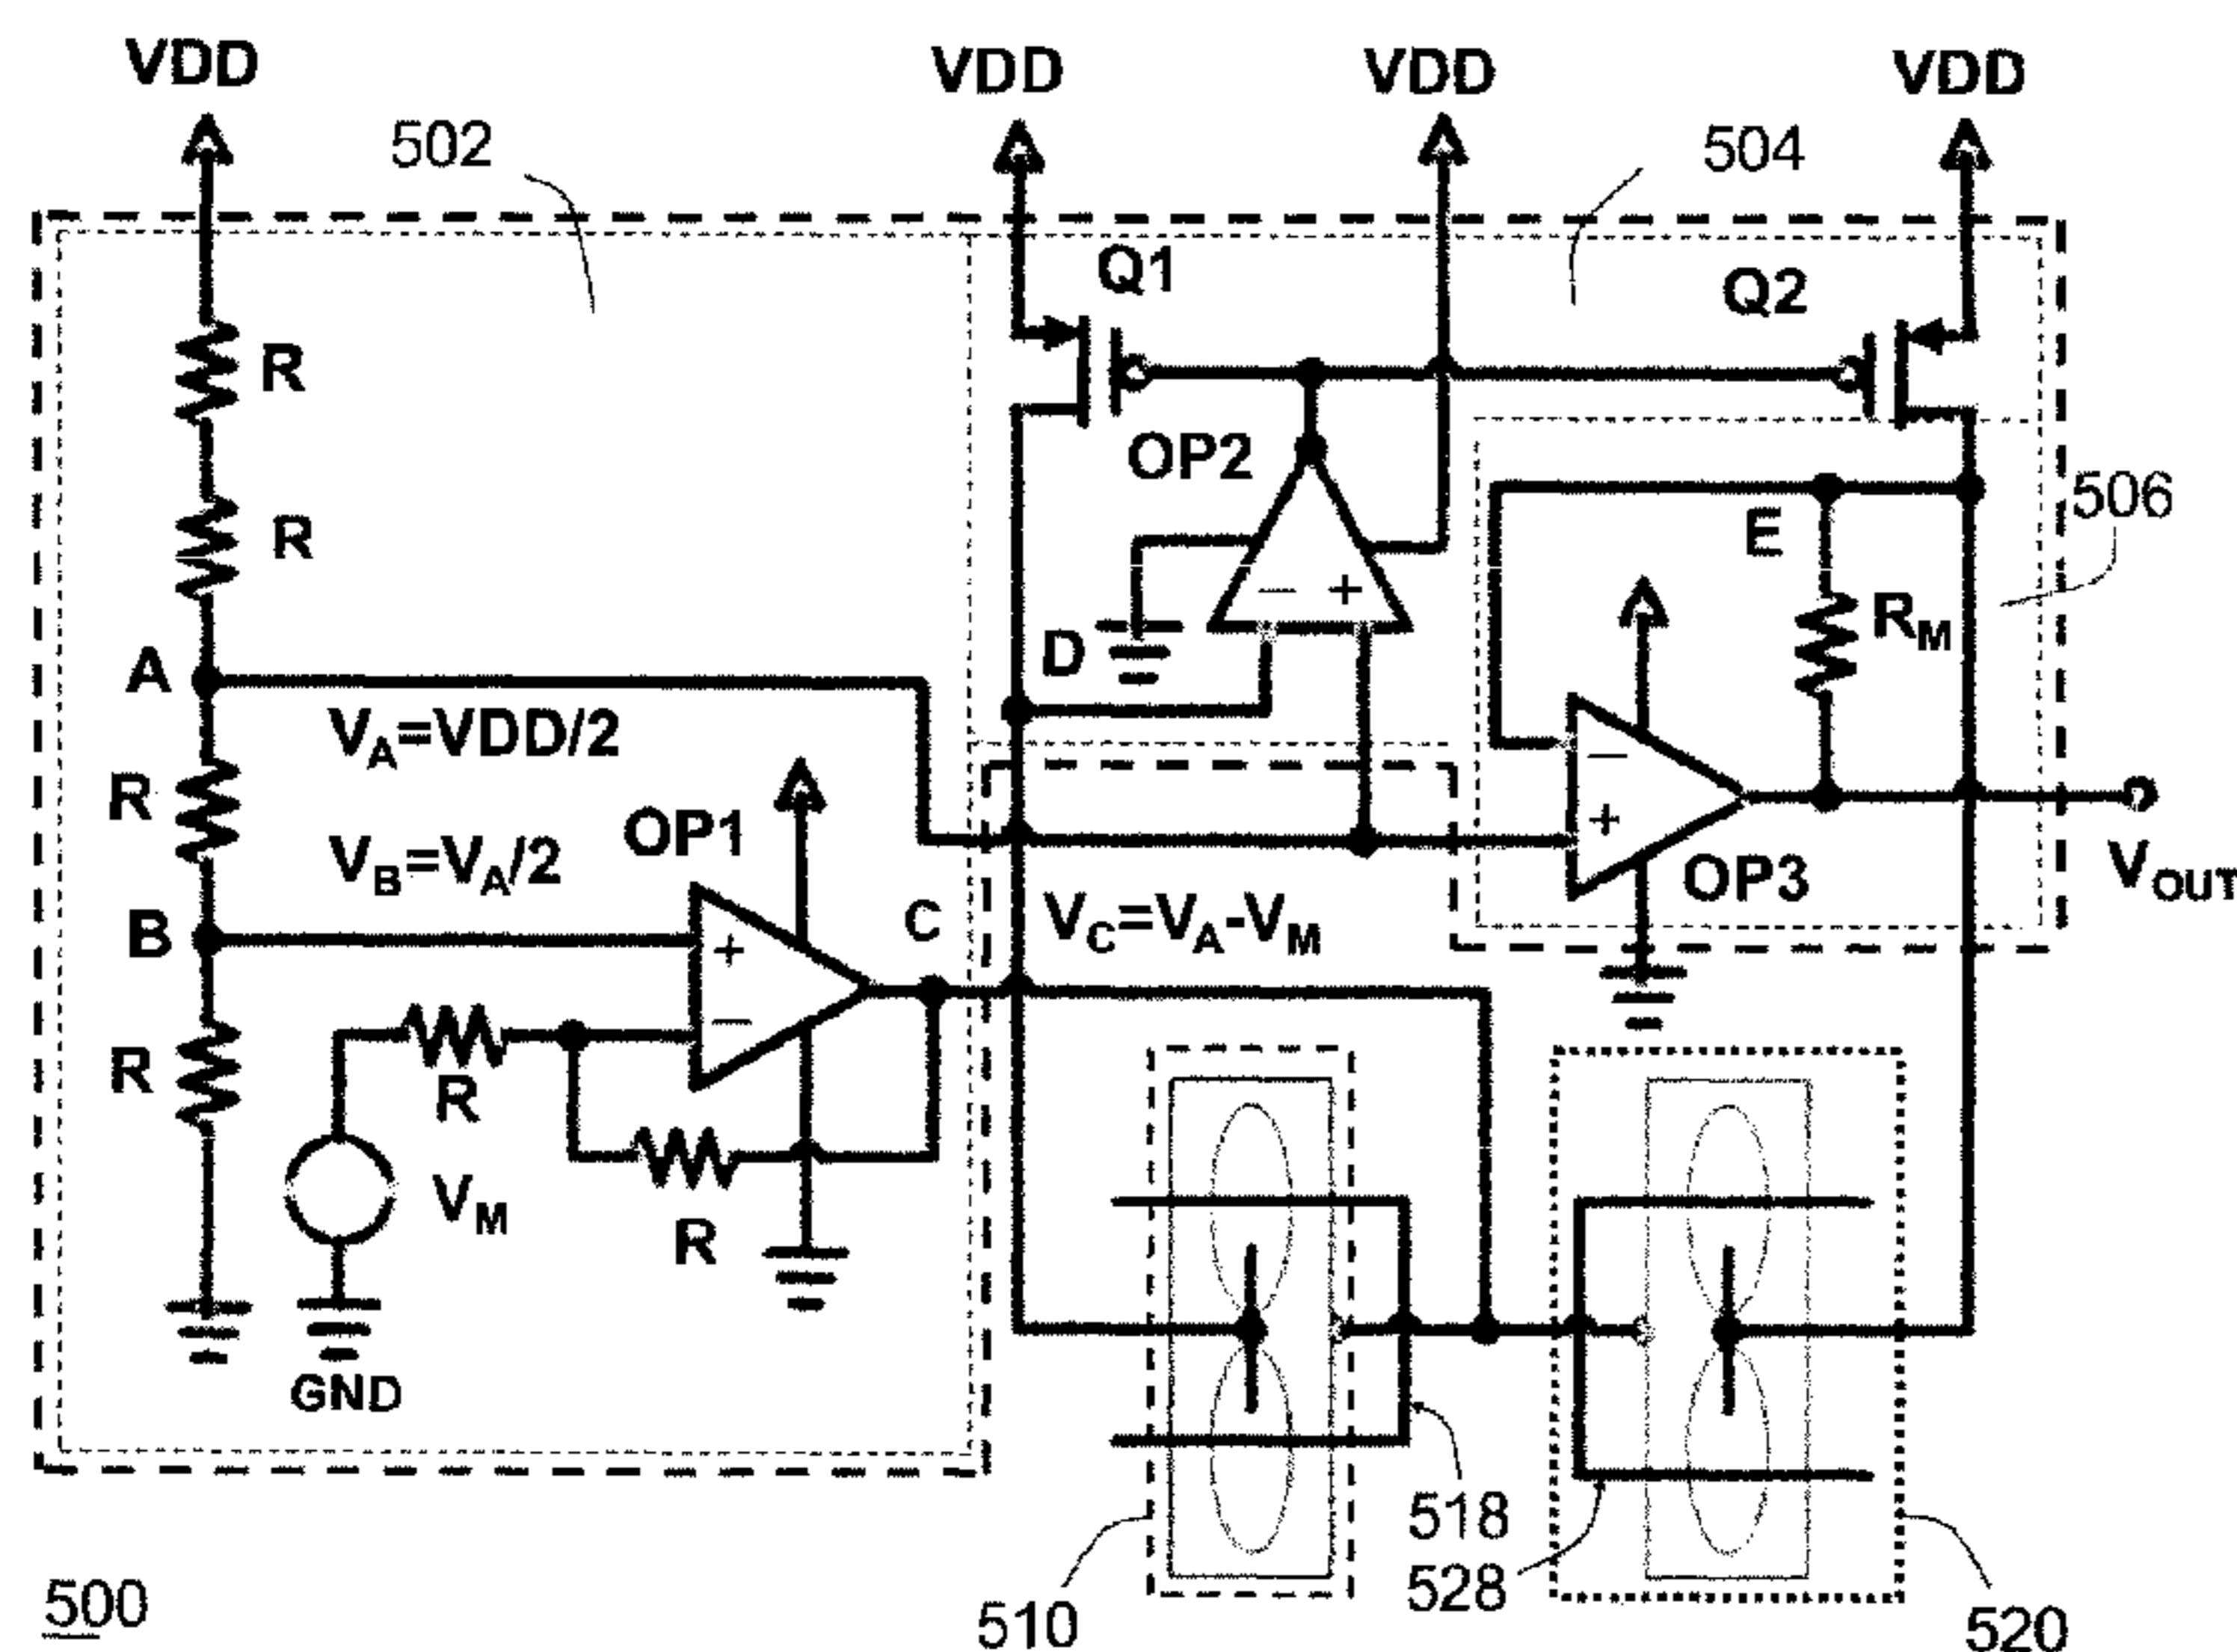 VDD VDD VDD VDD
502 504
Q1 Q2
R
OP2
506
R E
D − + R_M
A
V_A=VDD/2
R OP1 −
V_B=V_A/2 +
OP3 V_OUT
B + C V_C=V_A-V_M
−
R R
V_M R
GND
518
528
500 510 520